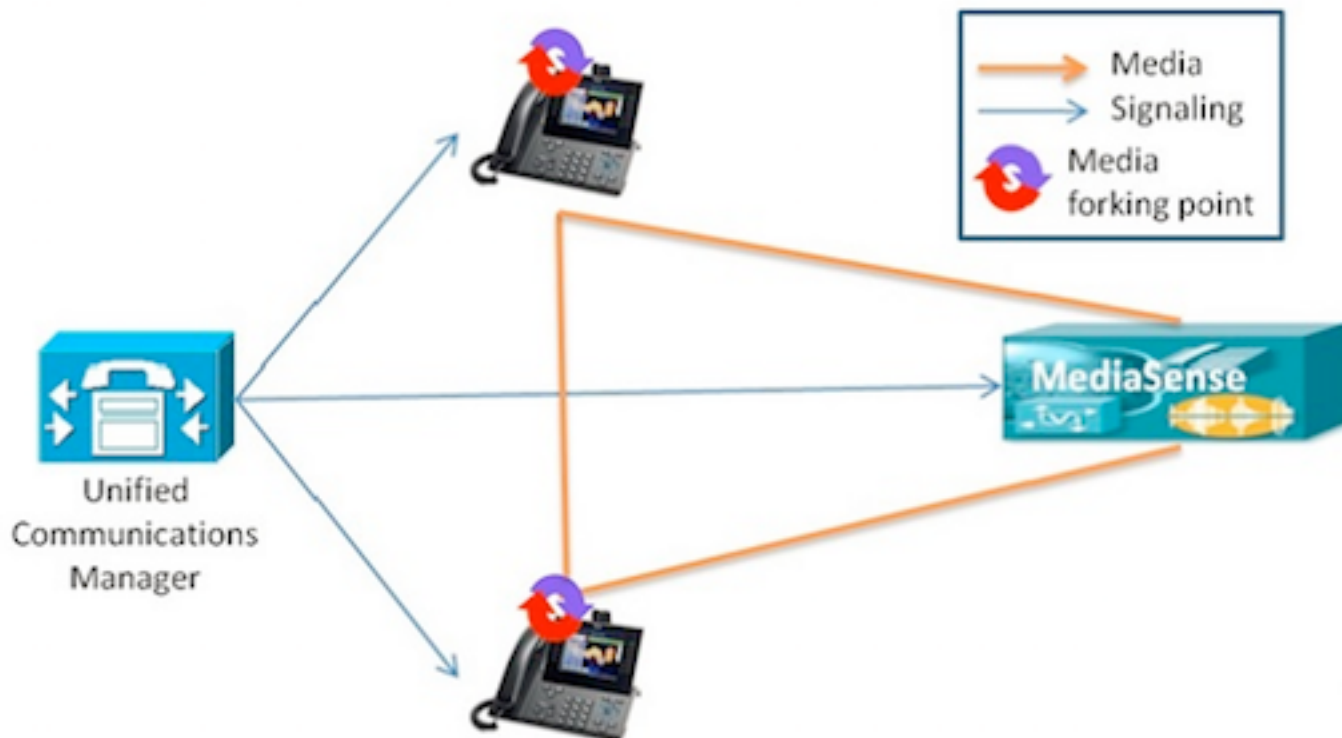 Media
Signaling
Media
forking point
MediaSense
Unified
Communications
Manager